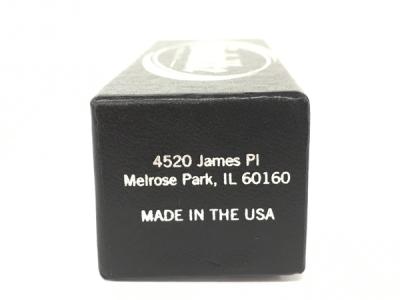 4520 James Pl
Melrose Park, IL 60160
MADE IN THE USA